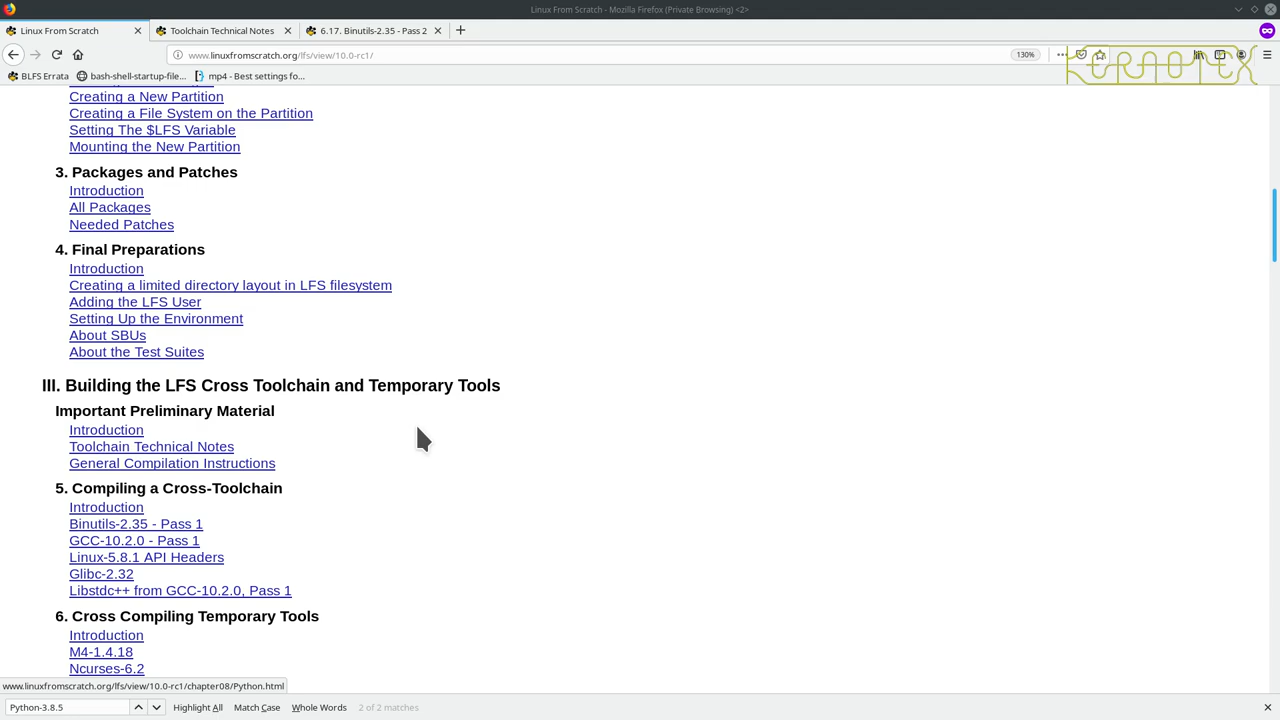 Linux From Scratch - Mozilla Firefox (Private Browsing) <2>
Linux From Scratch
Toolchain Technical Notes
6.17. Binutils-2.35 - Pass 2
www.linuxfromscratch.org/lfs/view/10.0-rc1/
130%
KERAOTEX
BLFS Errata
bash-shell-startup-file...
mp4 - Best settings fo...
Creating a New Partition
Creating a File System on the Partition
Setting The $LFS Variable
Mounting the New Partition
3. Packages and Patches
Introduction
All Packages
Needed Patches
4. Final Preparations
Introduction
Creating a limited directory layout in LFS filesystem
Adding the LFS User
Setting Up the Environment
About SBUs
About the Test Suites
III. Building the LFS Cross Toolchain and Temporary Tools
Important Preliminary Material
Introduction
Toolchain Technical Notes
General Compilation Instructions
5. Compiling a Cross-Toolchain
Introduction
Binutils-2.35 - Pass 1
GCC-10.2.0 - Pass 1
Linux-5.8.1 API Headers
Glibc-2.32
Libstdc++ from GCC-10.2.0, Pass 1
6. Cross Compiling Temporary Tools
Introduction
M4-1.4.18
Ncurses-6.2
www.linuxfromscratch.org/lfs/view/10.0-rc1/chapter08/Python.html
Python-3.8.5
Highlight All
Match Case
Whole Words
2 of 2 matches